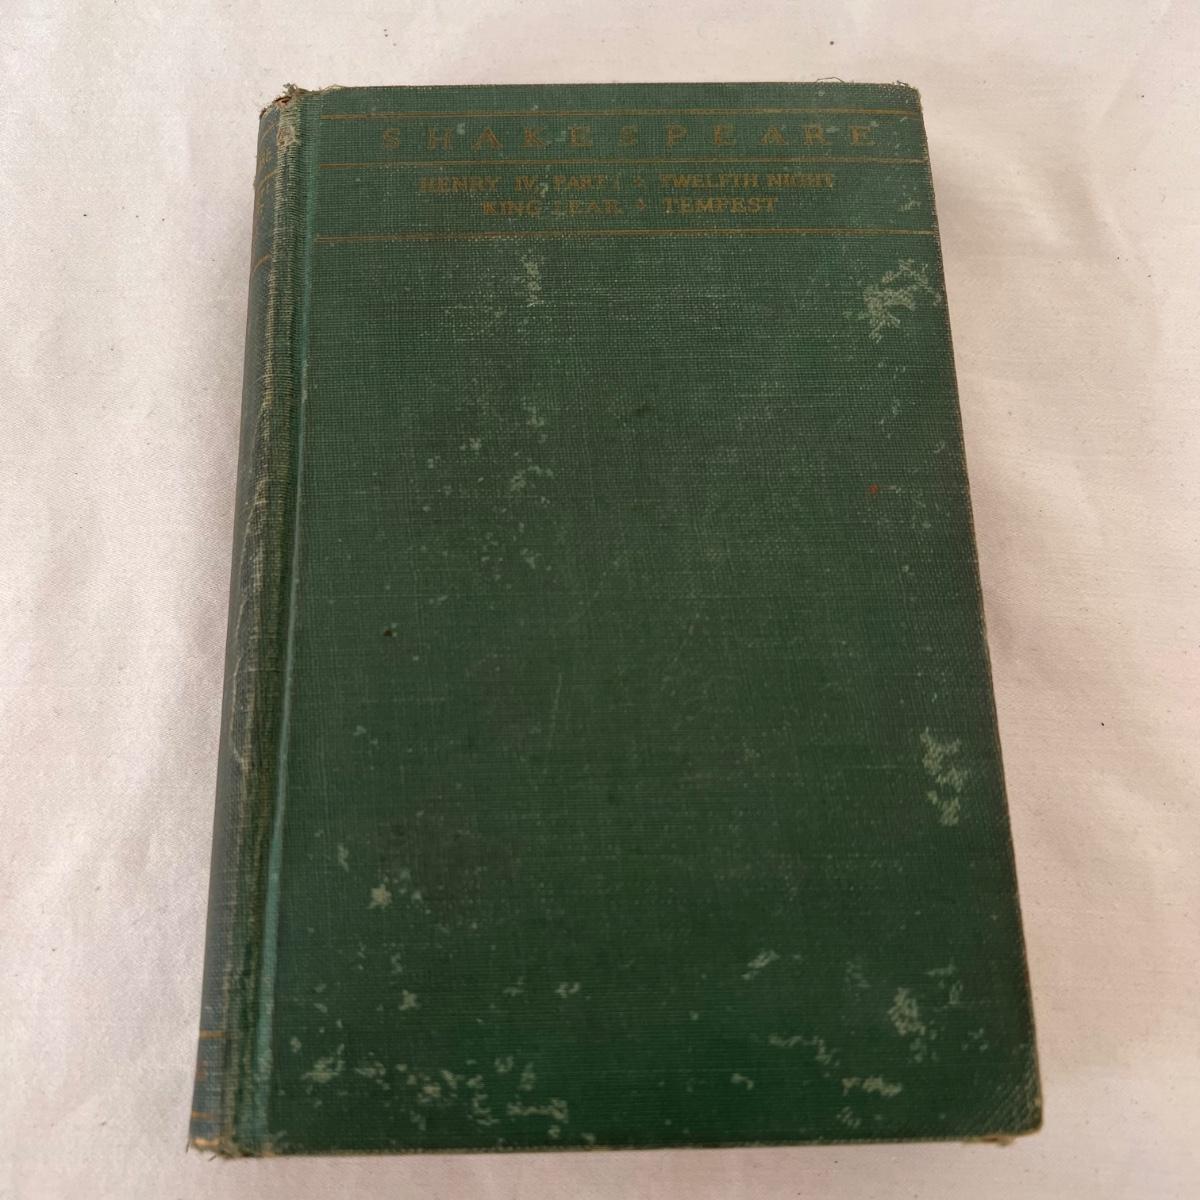 SHAKESPEARE
HENRY IV, PART I TWELFTH NIGHT
KING LEAR TEMPEST